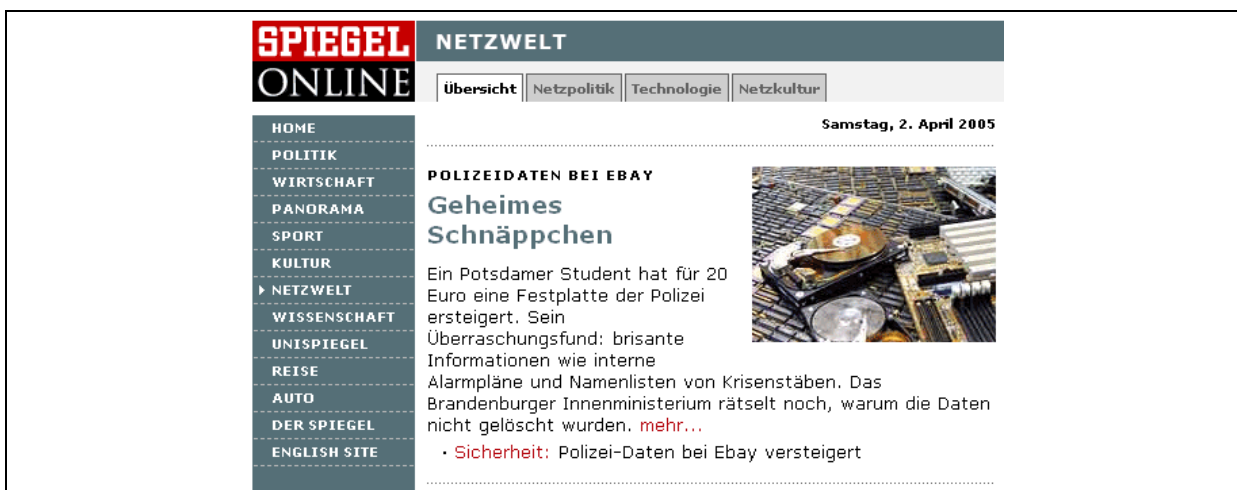 SPIEGEL
ONLINE
NETZWELT
Übersicht Netzpolitik Technologie Netzkultur
HOME
POLITIK
WIRTSCHAFT
PANORAMA
SPORT
KULTUR
NETZWELT
WISSENSCHAFT
UNISPIEGEL
REISE
AUTO
DER SPIEGEL
ENGLISH SITE
Samstag, 2. April 2005
POLIZEIDATEN BEI EBAY
Geheimes
Schnäppchen
Ein Potsdamer Student hat für 20
Euro eine Festplatte der Polizei
ersteigert. Sein
Überraschungsfund: brisante
Informationen wie interne
Alarmpläne und Namenlisten von Krisenstäben. Das
Brandenburger Innenministerium rätselt noch, warum die Daten
nicht gelöscht wurden. mehr...
· Sicherheit: Polizei-Daten bei Ebay versteigert